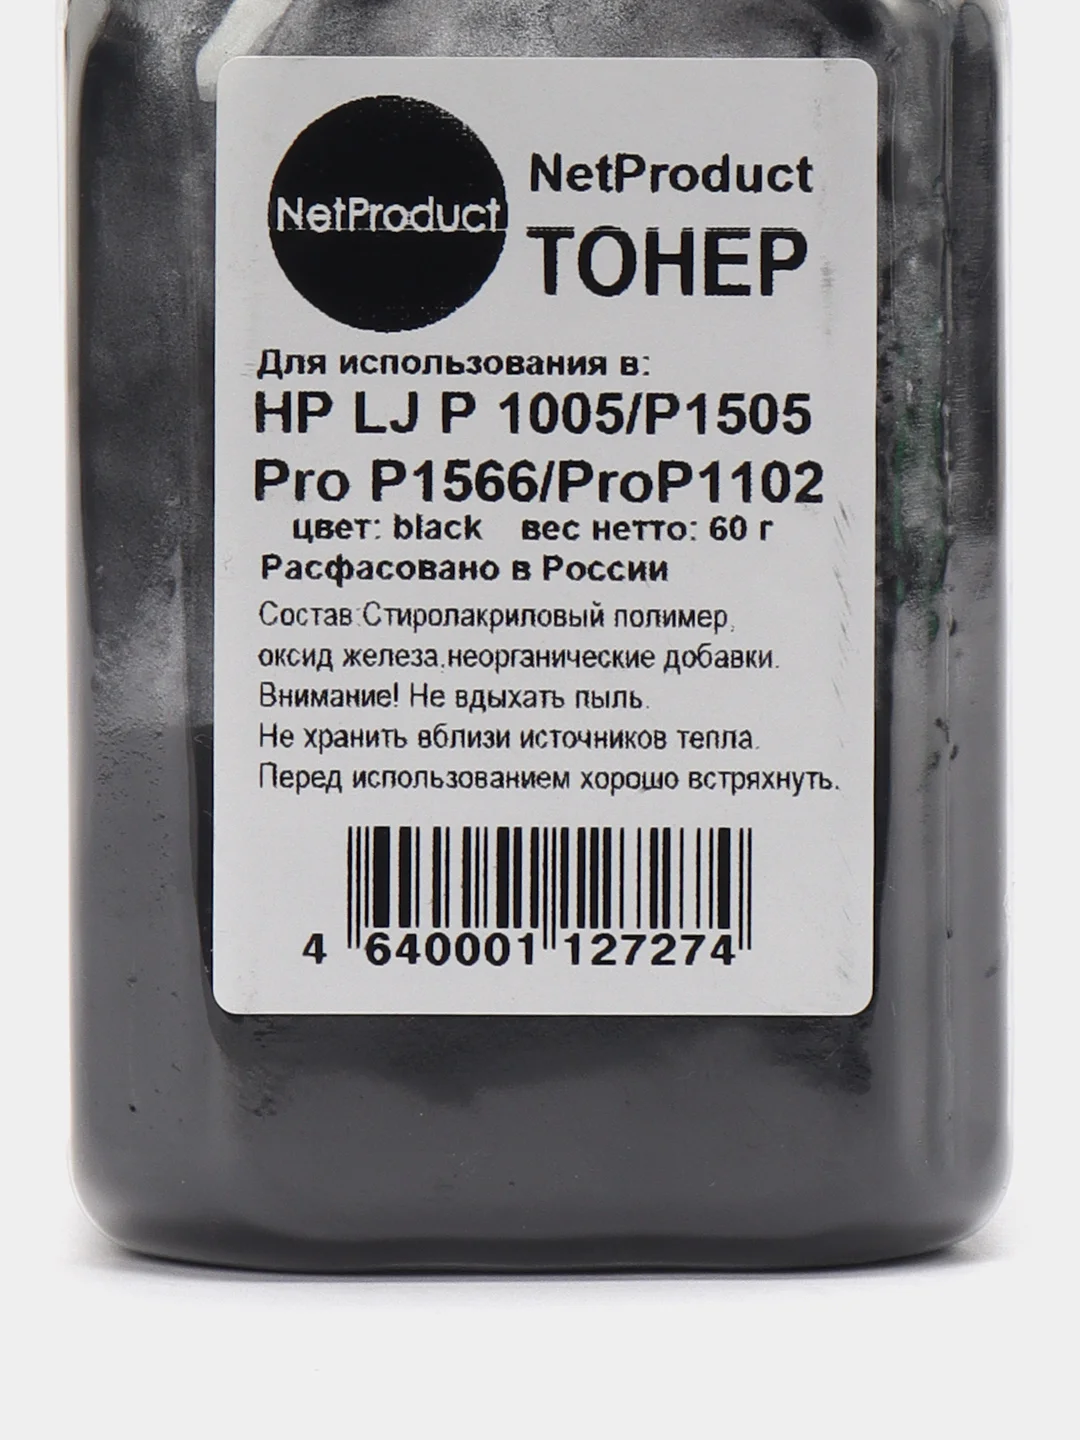 NetProduct
NetProduct
ТОНЕР
Для использования в:
HP LJ P 1005/P1505
Pro P1566/ProP1102
цвет: black вес нетто: 60 г
Расфасовано в России
Состав:Стиролакриловый полимер,
оксид железа,неорганические добавки.
Внимание! Не вдыхать пыль.
Не хранить вблизи источников тепла.
Перед использованием хорошо встряхнуть.
4 640001 127274